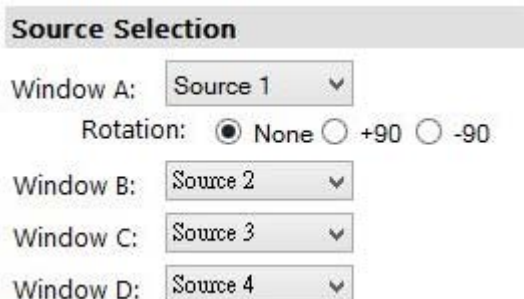 Source Selection
Window A: Source 1
Rotation: None +90 -90
Window B: Source 2
Window C: Source 3
Window D: Source 4